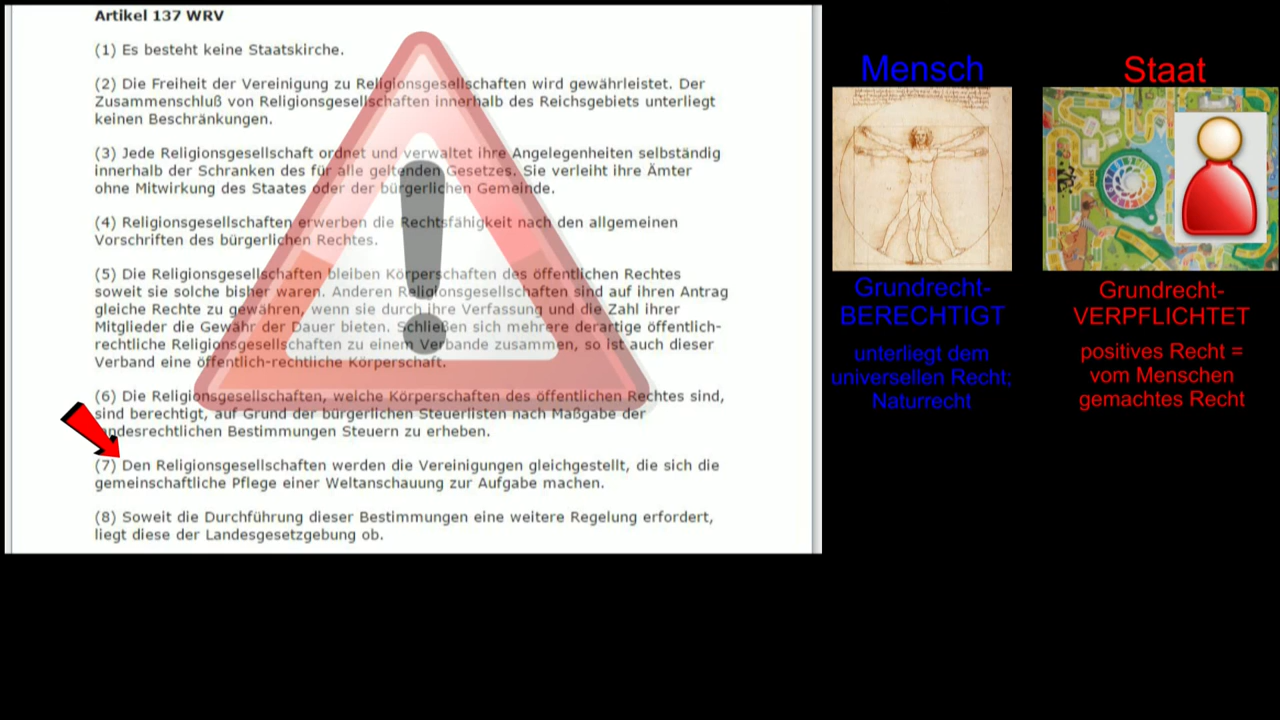 Artikel 137 WRV
(1) Es besteht keine Staatskirche.
(2) Die Freiheit der Vereinigung zu Religionsgesellschaften wird gewährleistet. Der
Zusammenschluß von Religionsgesellschaften innerhalb des Reichsgebiets unterliegt
keinen Beschränkungen.
(3) Jede Religionsgesellschaft ordnet und verwaltet ihre Angelegenheiten selbständig
innerhalb der Schranken des für alle geltenden Gesetzes. Sie verleiht ihre Ämter
ohne Mitwirkung des Staates oder der bürgerlichen Gemeinde.
(4) Religionsgesellschaften erwerben die Rechtsfähigkeit nach den allgemeinen
Vorschriften des bürgerlichen Rechtes.
(5) Die Religionsgesellschaften bleiben Körperschaften des öffentlichen Rechtes
soweit sie solche bisher waren. Anderen Religionsgesellschaften sind auf ihren Antrag
gleiche Rechte zu gewähren, wenn sie durch ihre Verfassung und die Zahl ihrer
Mitglieder die Gewähr der Dauer bieten. Schließen sich mehrere derartige öffentlich-
rechtliche Religionsgesellschaften zu einem Verbande zusammen, so ist auch dieser
Verband eine öffentlich-rechtliche Körperschaft.
(6) Die Religionsgesellschaften, welche Körperschaften des öffentlichen Rechtes sind,
sind berechtigt, auf Grund der bürgerlichen Steuerlisten nach Maßgabe der
landesrechtlichen Bestimmungen Steuern zu erheben.
(7) Den Religionsgesellschaften werden die Vereinigungen gleichgestellt, die sich die
gemeinschaftliche Pflege einer Weltanschauung zur Aufgabe machen.
(8) Soweit die Durchführung dieser Bestimmungen eine weitere Regelung erfordert,
liegt diese der Landesgesetzgebung ob.
Mensch
Grundrecht-
BERECHTIGT
unterliegt dem
universellen Recht;
Naturrecht
Staat
Grundrecht-
VERPFLICHTET
positives Recht =
vom Menschen
gemachtes Recht